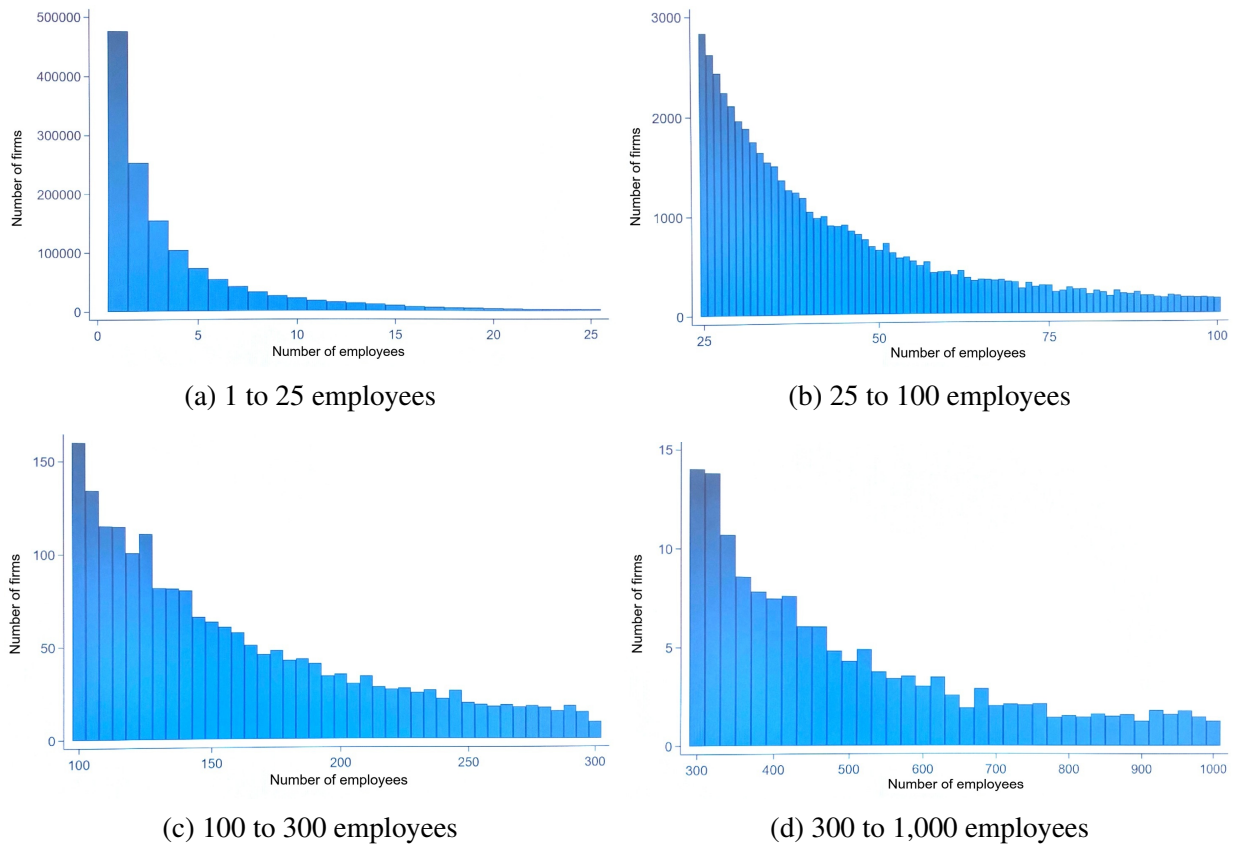 500000
400000
300000
200000
100000
0
Number of firms
0 5 10 15 20 25
Number of employees
(a) 1 to 25 employees
3000
2000
1000
0
Number of firms
25 50 75 100
Number of employees
(b) 25 to 100 employees
150
100
50
0
Number of firms
100 150 200 250 300
Number of employees
(c) 100 to 300 employees
15
10
5
0
Number of firms
300 400 500 600 700 800 900 1000
Number of employees
(d) 300 to 1,000 employees